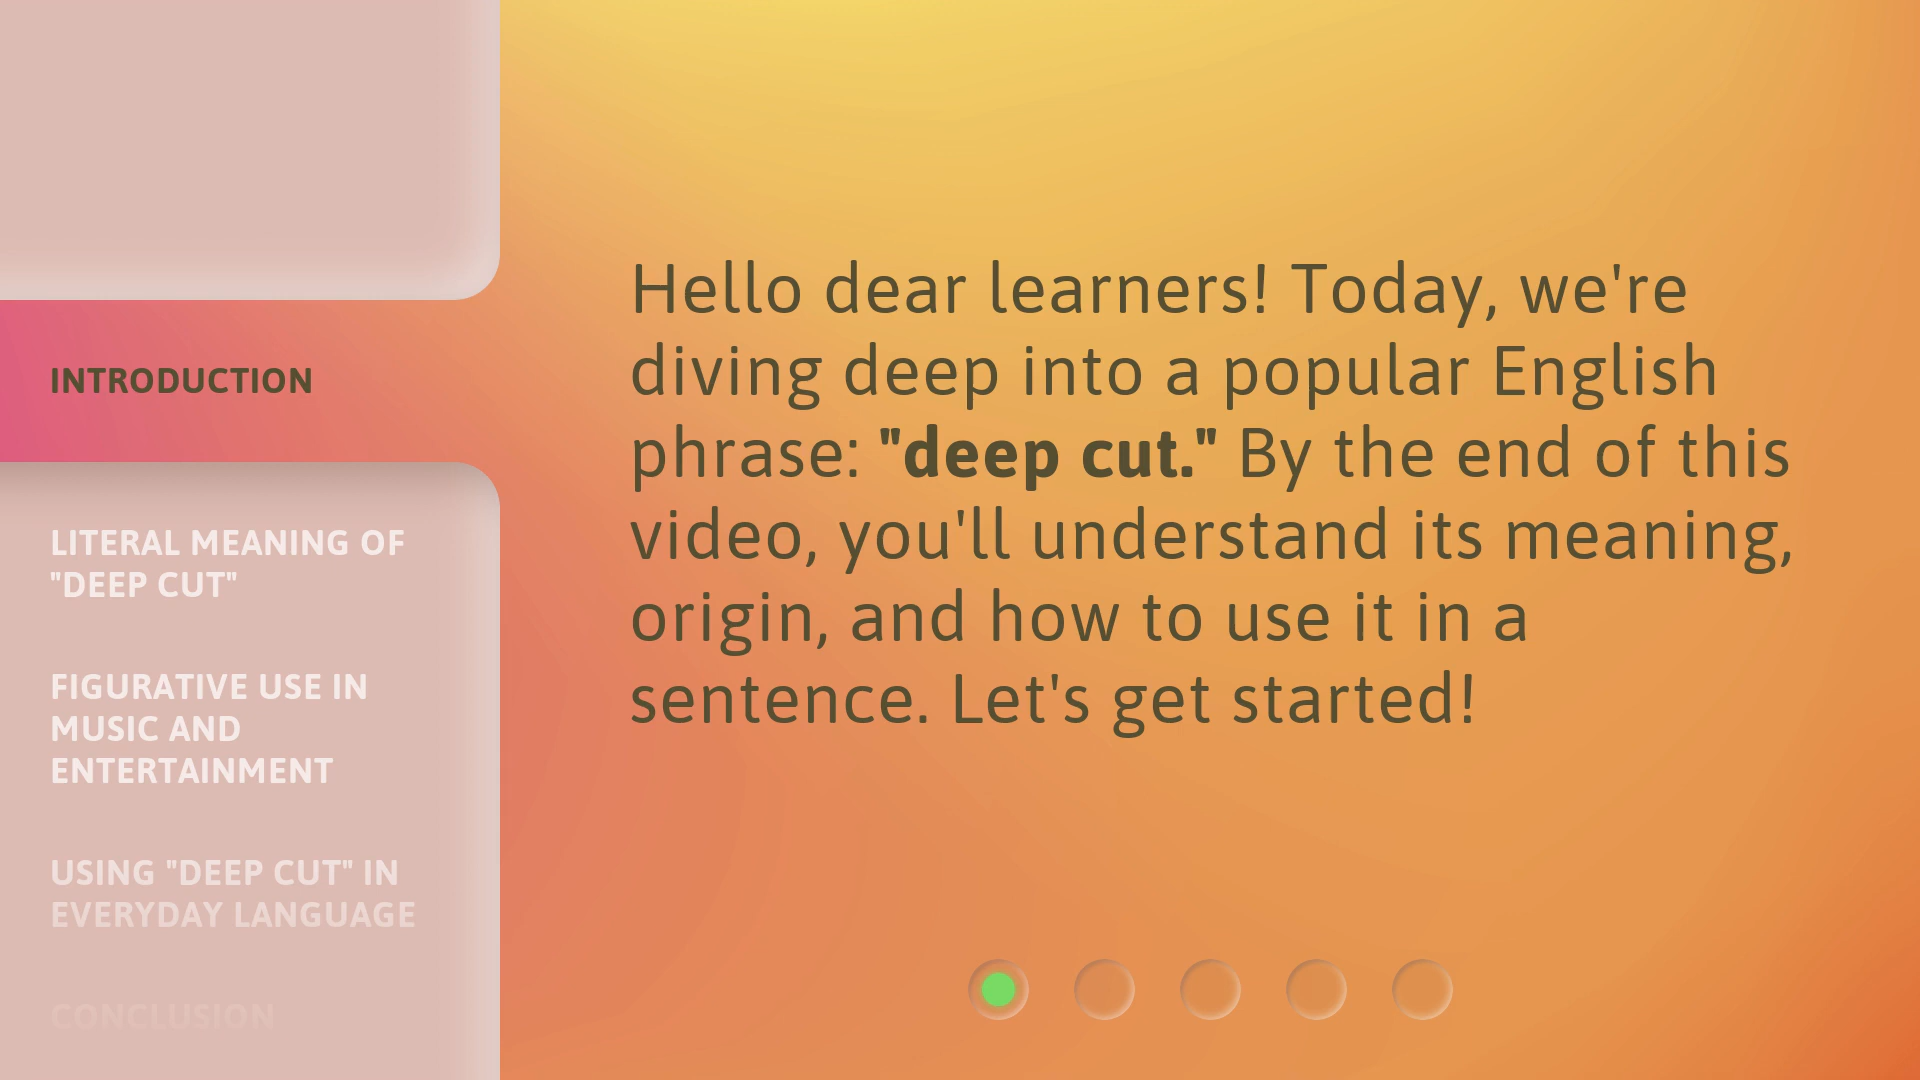 INTRODUCTION
LITERAL MEANING OF
"DEEP CUT"
FIGURATIVE USE IN
MUSIC AND
ENTERTAINMENT
USING "DEEP CUT" IN
EVERYDAY LANGUAGE
CONCLUSION
Hello dear learners! Today, we're
diving deep into a popular English
phrase: "deep cut." By the end of this
video, you'll understand its meaning,
origin, and how to use it in a
sentence. Let's get started!